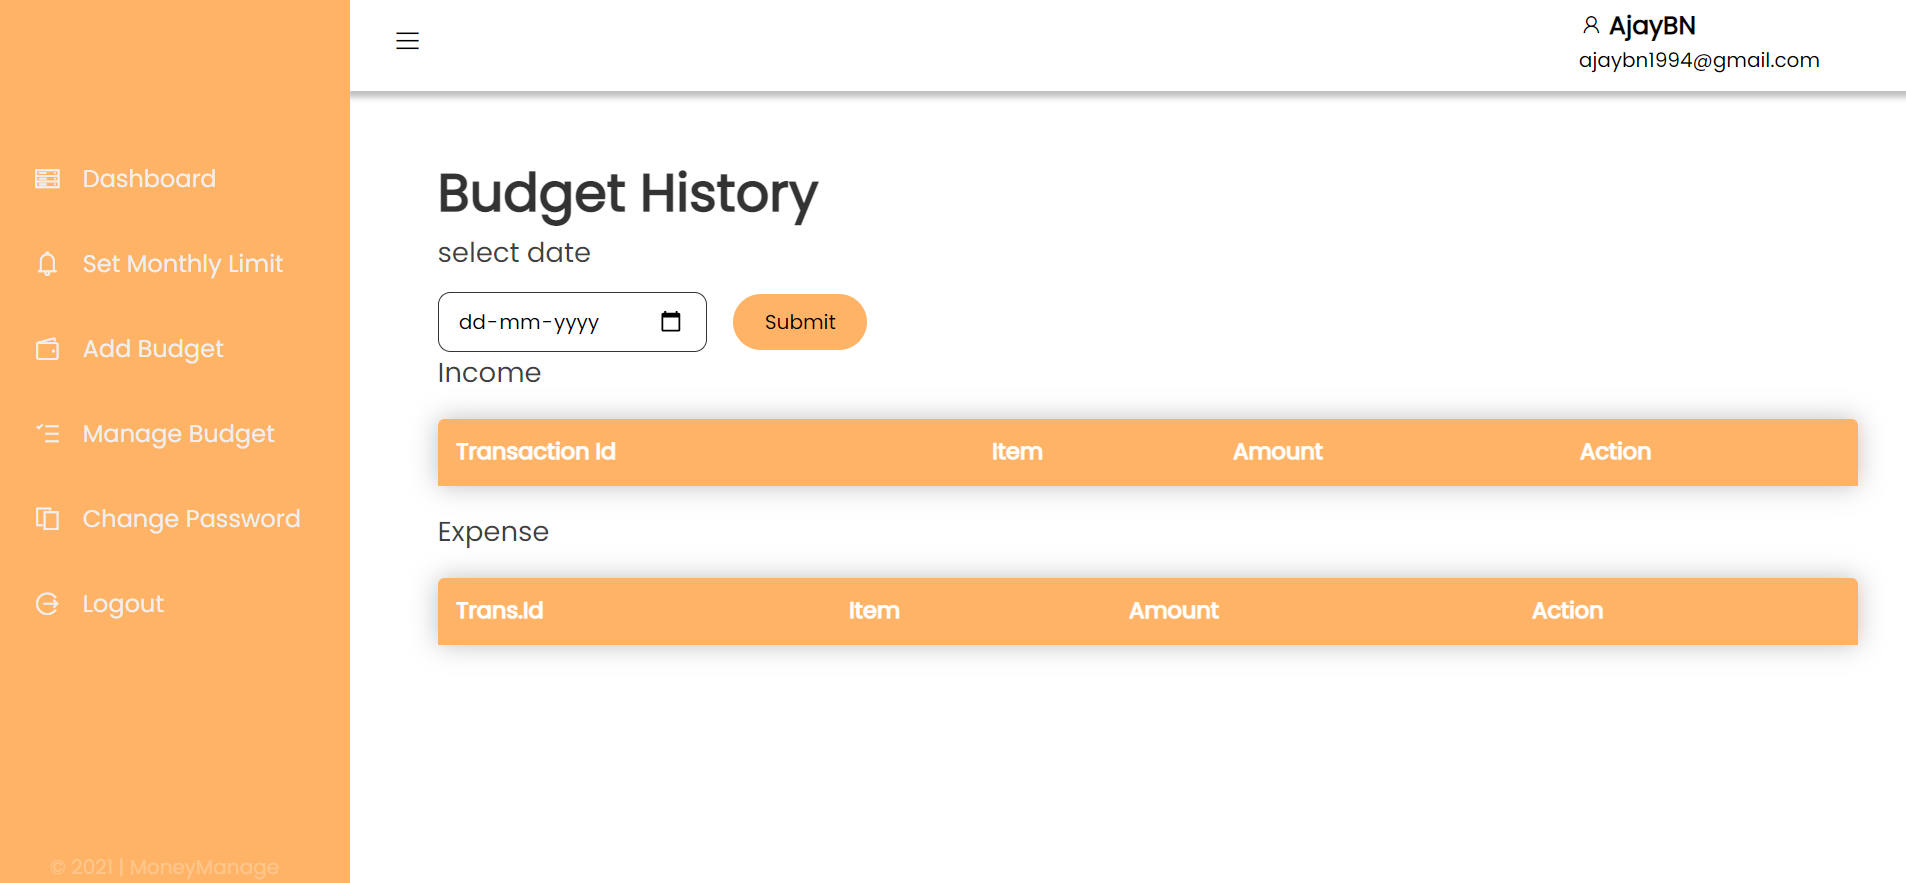 AjayBN
ajaybn1994@gmail.com
Dashboard
Set Monthly Limit
Add Budget
Manage Budget
Change Password
Logout
© 2021 | MoneyManage
Budget History
select date
dd-mm-yyyy Submit
Income
Transaction Id Item Amount Action
Expense
Trans.Id Item Amount Action